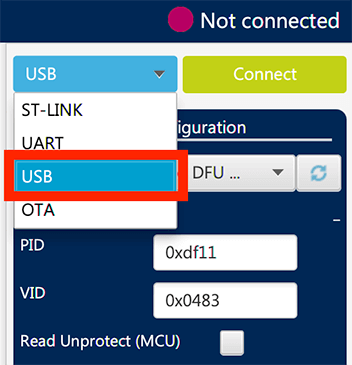 Not connected
USB
Connect
ST-LINK
UART
USB
OTA
iguration
DFU ...
PID
0xdf11
VID
0x0483
Read Unprotect (MCU)